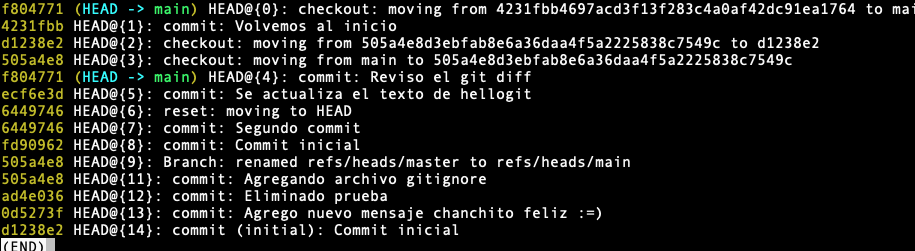 f804771 (HEAD -> main) HEAD@{0}: checkout: moving from 4231fbb4697acd3f13f283c4a0af42dc91ea1764 to mai
4231fbb HEAD@{1}: commit: Volvemos al inicio
d1238e2 HEAD@{2}: checkout: moving from 505a4e8d3ebfab8e6a36daa4f5a2225838c7549c to d1238e2
505a4e8 HEAD@{3}: checkout: moving from main to 505a4e8d3ebfab8e6a36daa4f5a2225838c7549c
f804771 (HEAD -> main) HEAD@{4}: commit: Reviso el git diff
ecf6e3d HEAD@{5}: commit: Se actualiza el texto de hellogit
6449746 HEAD@{6}: reset: moving to HEAD
6449746 HEAD@{7}: commit: Segundo commit
fd90962 HEAD@{8}: commit: Commit inicial
505a4e8 HEAD@{9}: Branch: renamed refs/heads/master to refs/heads/main
505a4e8 HEAD@{11}: commit: Agregando archivo gitignore
ad4e036 HEAD@{12}: commit: Eliminado prueba
0d5273f HEAD@{13}: commit: Agrego nuevo mensaje chanchito feliz :=)
d1238e2 HEAD@{14}: commit (initial): Commit inicial
(END)